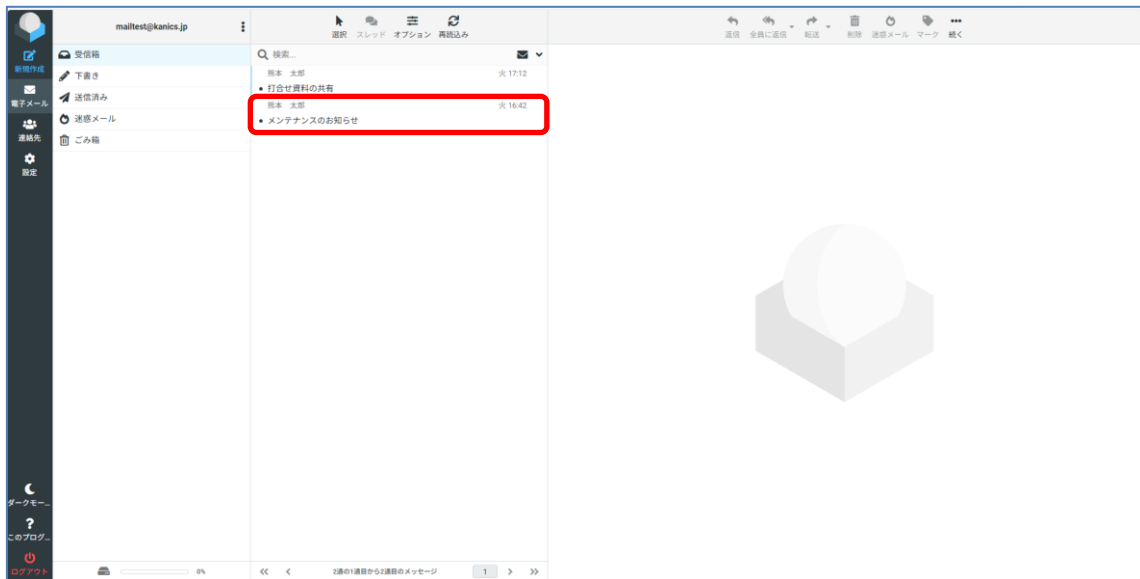 mailtest@kanics.jp
新規作成
電子メール
連絡先
設定
ダークモー...
このプログ...
ログアウト
受信箱
下書き
送信済み
迷惑メール
ごみ箱
0%
選択 スレッド オプション 再読込み
検索...
熊本 太郎 火 17:12
打合せ資料の共有
熊本 太郎 火 16:42
メンテナンスのお知らせ
2通の1通目から2通目のメッセージ 1
返信 全員に返信 転送 削除 迷惑メール マーク 続く